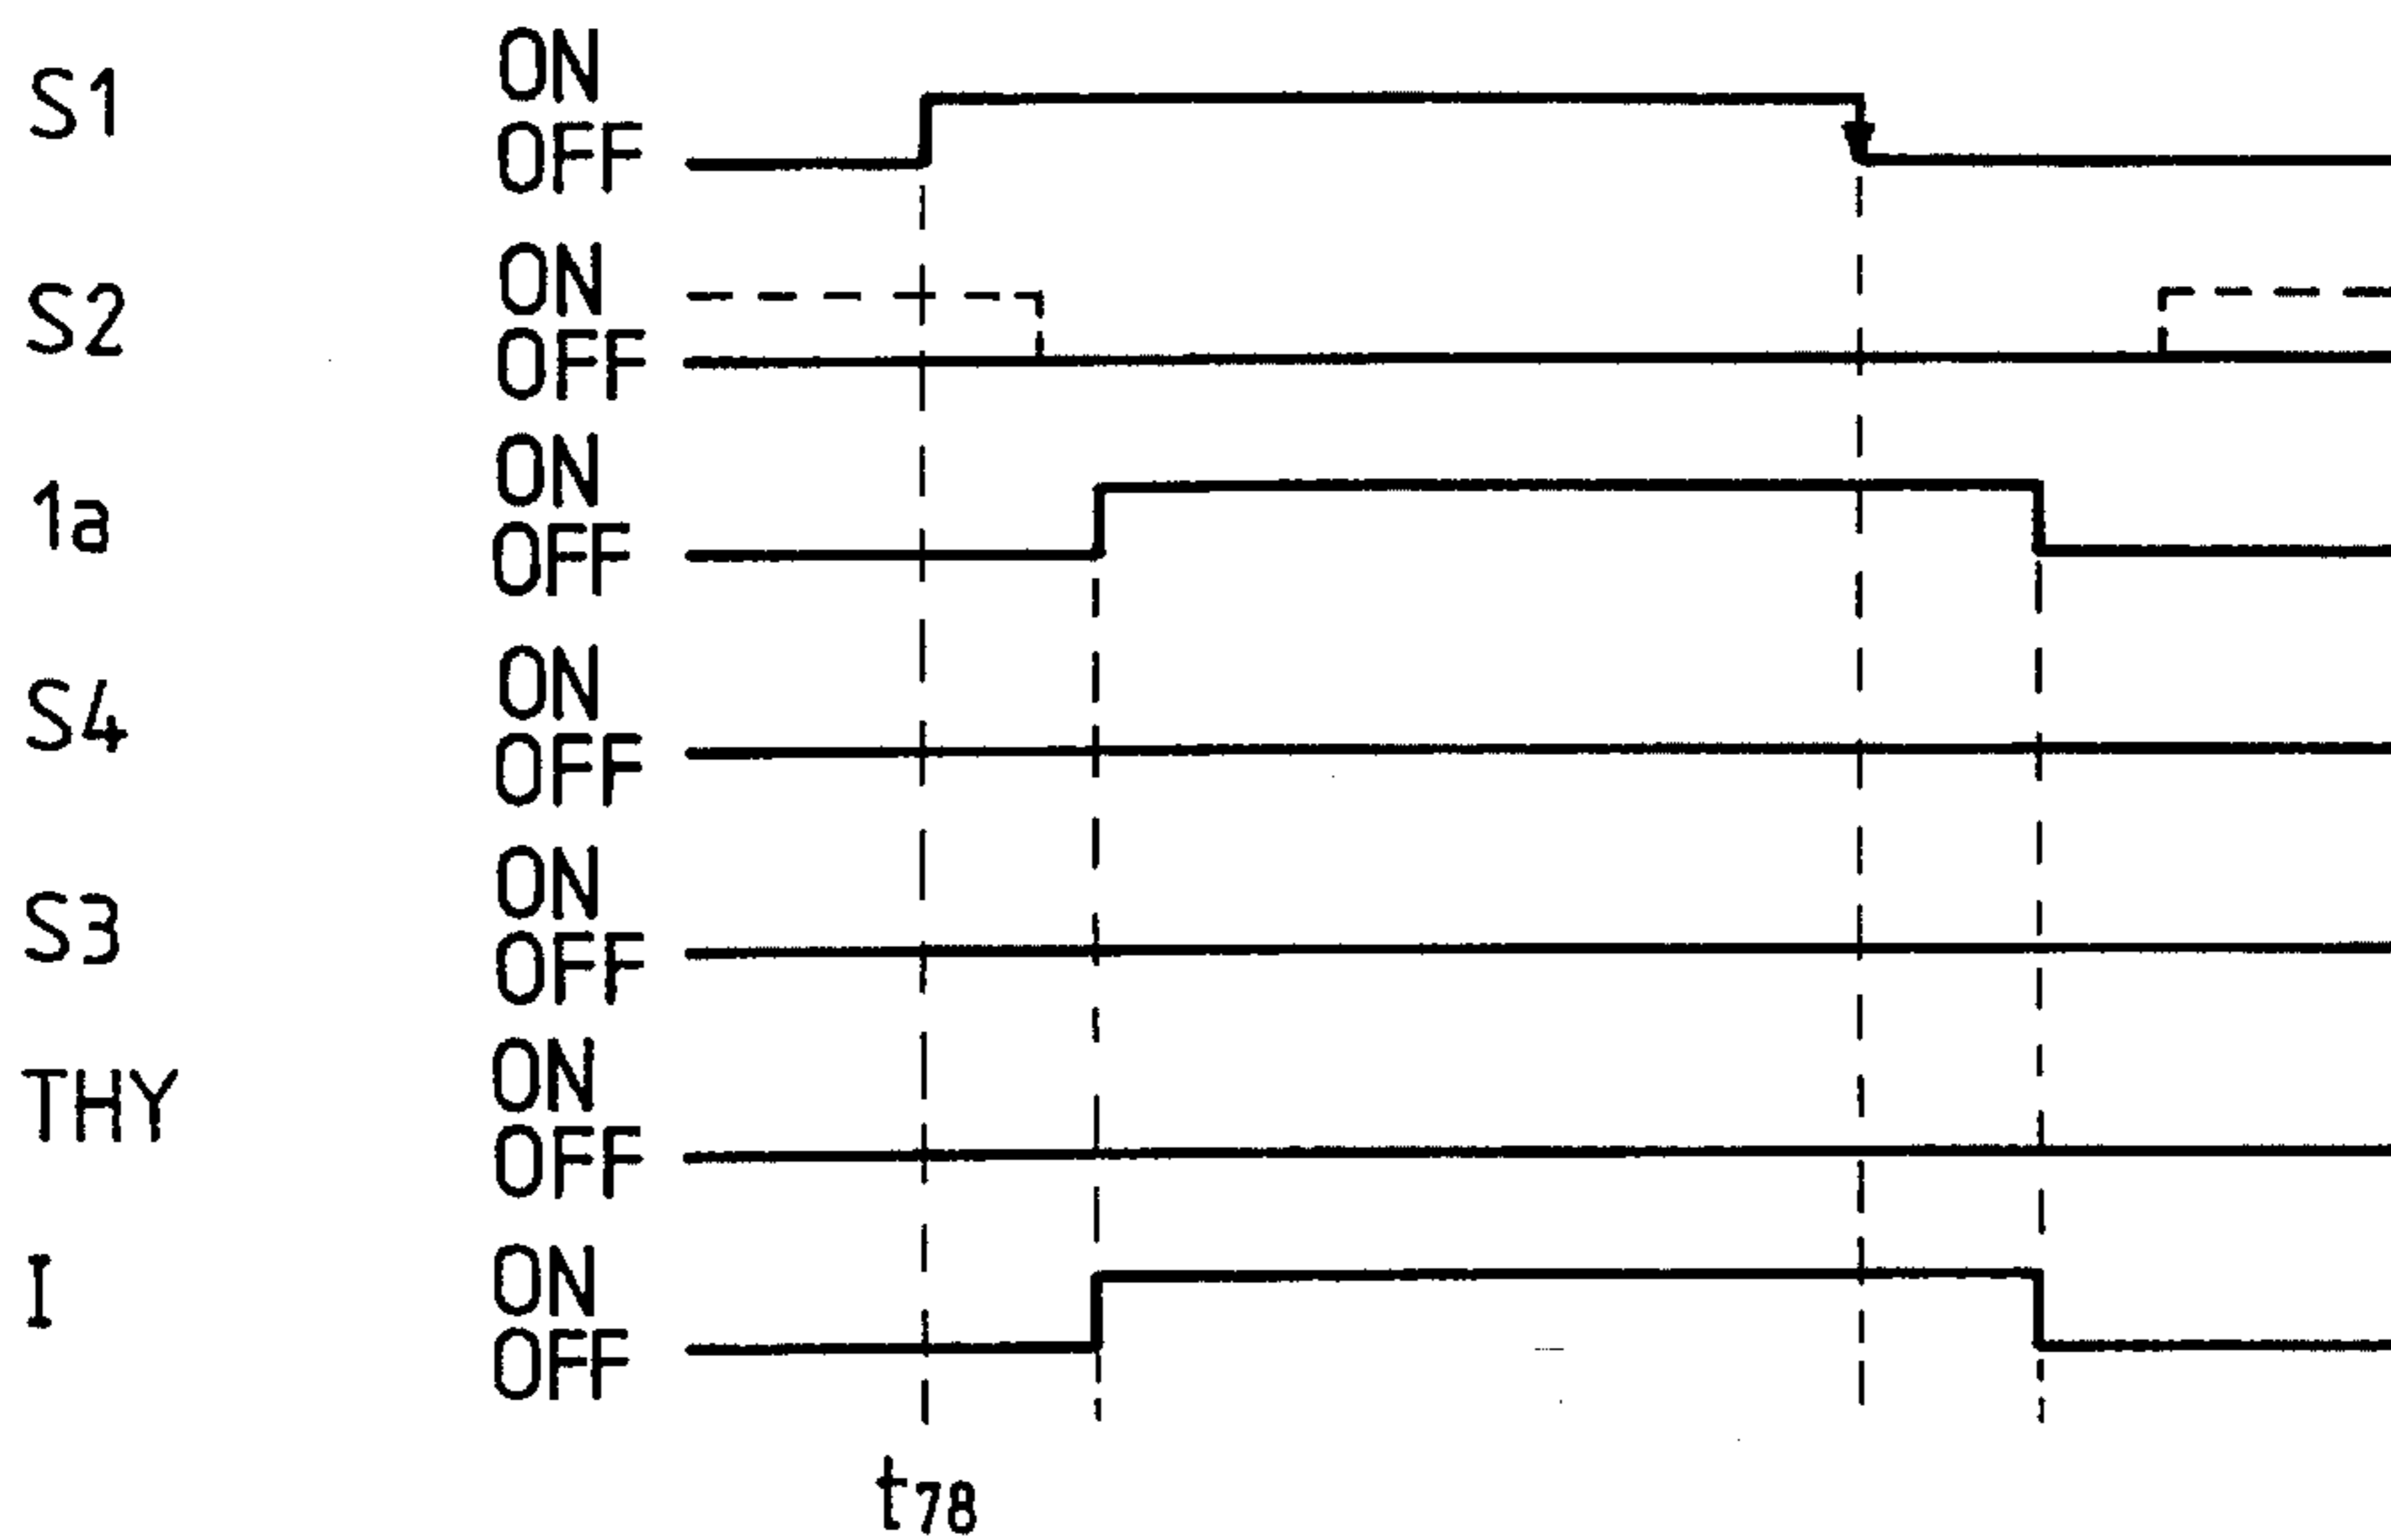 S1 ON
OFF
S2 ON
OFF
1a ON
OFF
S4 ON
OFF
S3 ON
OFF
THY ON
OFF
I ON
OFF
t78